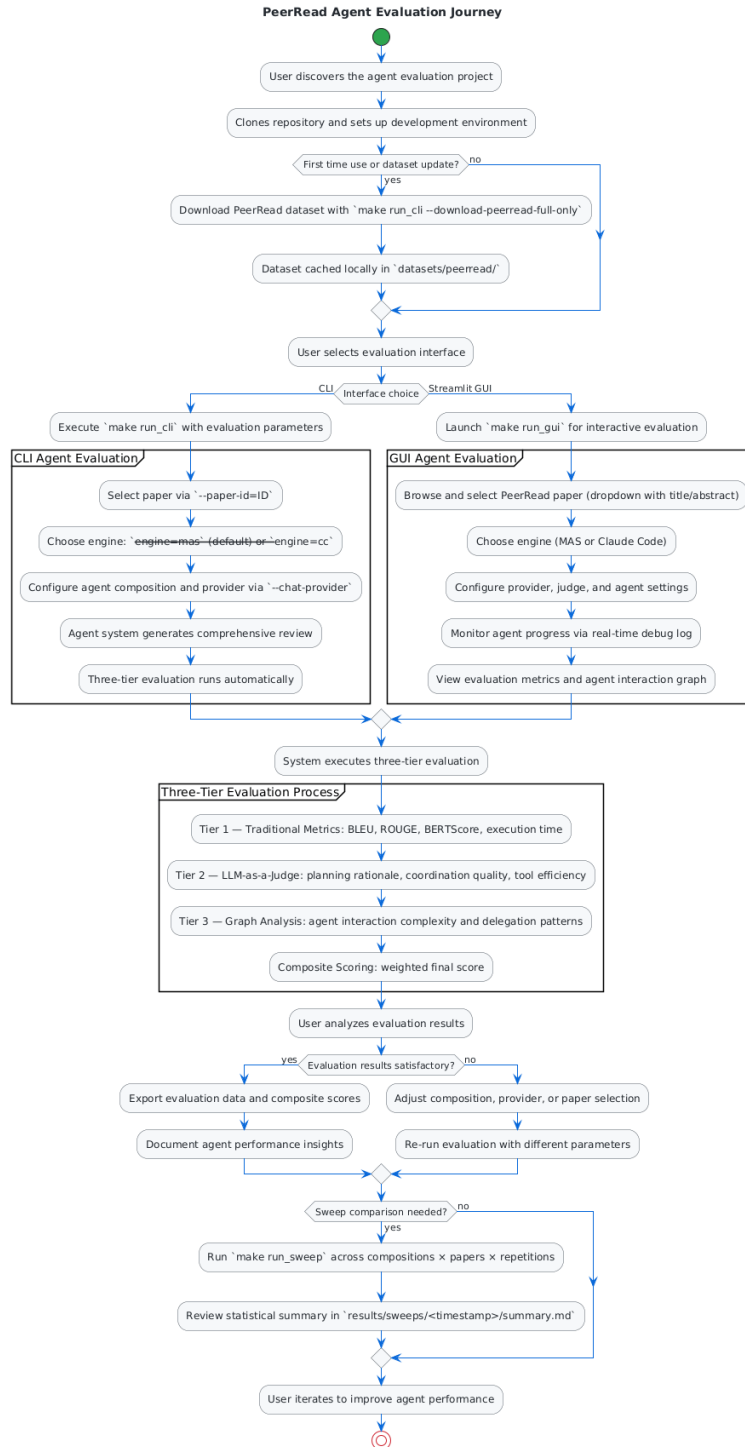 PeerRead Agent Evaluation Journey
User discovers the agent evaluation project
Clones repository and sets up development environment
First time use or dataset update?
no
yes
Download PeerRead dataset with `make run_cli --download-peerread-full-only`
Dataset cached locally in `datasets/peerread/`
User selects evaluation interface
CLI
Interface choice
Streamlit GUI
Execute `make run_cli` with evaluation parameters
CLI Agent Evaluation
Select paper via `--paper-id=ID`
Choose engine: `engine=mas` (default) or `engine=cc`
Configure agent composition and provider via `--chat-provider`
Agent system generates comprehensive review
Three-tier evaluation runs automatically
Launch `make run_gui` for interactive evaluation
GUI Agent Evaluation
Browse and select PeerRead paper (dropdown with title/abstract)
Choose engine (MAS or Claude Code)
Configure provider, judge, and agent settings
Monitor agent progress via real-time debug log
View evaluation metrics and agent interaction graph
System executes three-tier evaluation
Three-Tier Evaluation Process
Tier 1 — Traditional Metrics: BLEU, ROUGE, BERTScore, execution time
Tier 2 — LLM-as-a-Judge: planning rationale, coordination quality, tool efficiency
Tier 3 — Graph Analysis: agent interaction complexity and delegation patterns
Composite Scoring: weighted final score
User analyzes evaluation results
yes
Evaluation results satisfactory?
no
Export evaluation data and composite scores
Document agent performance insights
Adjust composition, provider, or paper selection
Re-run evaluation with different parameters
Sweep comparison needed?
no
yes
Run `make run_sweep` across compositions × papers × repetitions
Review statistical summary in `results/sweeps/<timestamp>/summary.md`
User iterates to improve agent performance